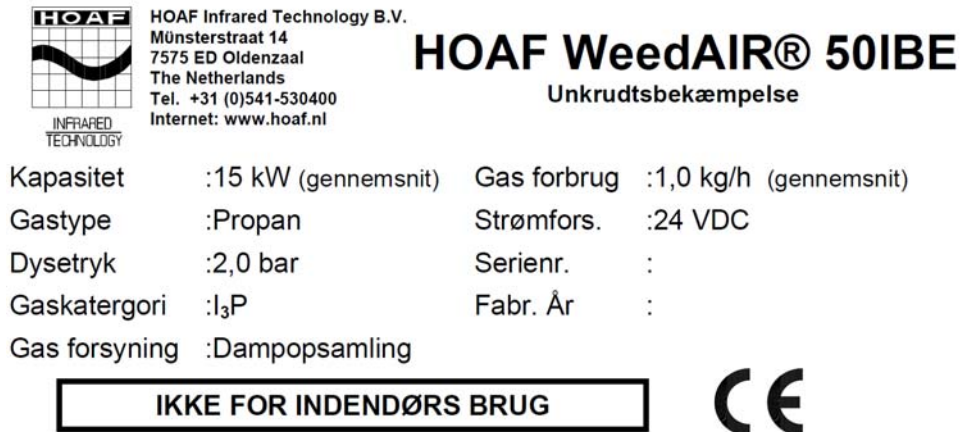 HOAF
INFRARED
TECHNOLOGY
HOAF Infrared Technology B.V.
Münsterstraat 14
7575 ED Oldenzaal
The Netherlands
Tel. +31 (0)541-530400
Internet: www.hoaf.nl
HOAF WeedAIR® 50IBE
Unkrudtsbekæmpelse
Kapasitet :15 kW (gennemsnit) Gas forbrug :1,0 kg/h (gennemsnit)
Gastype :Propan Strømfors. :24 VDC
Dysetryk :2,0 bar Serienr. :
Gaskatergori :I₃P Fabr. År :
Gas forsyning :Dampopsamling
IKKE FOR INDENDØRS BRUG
CE